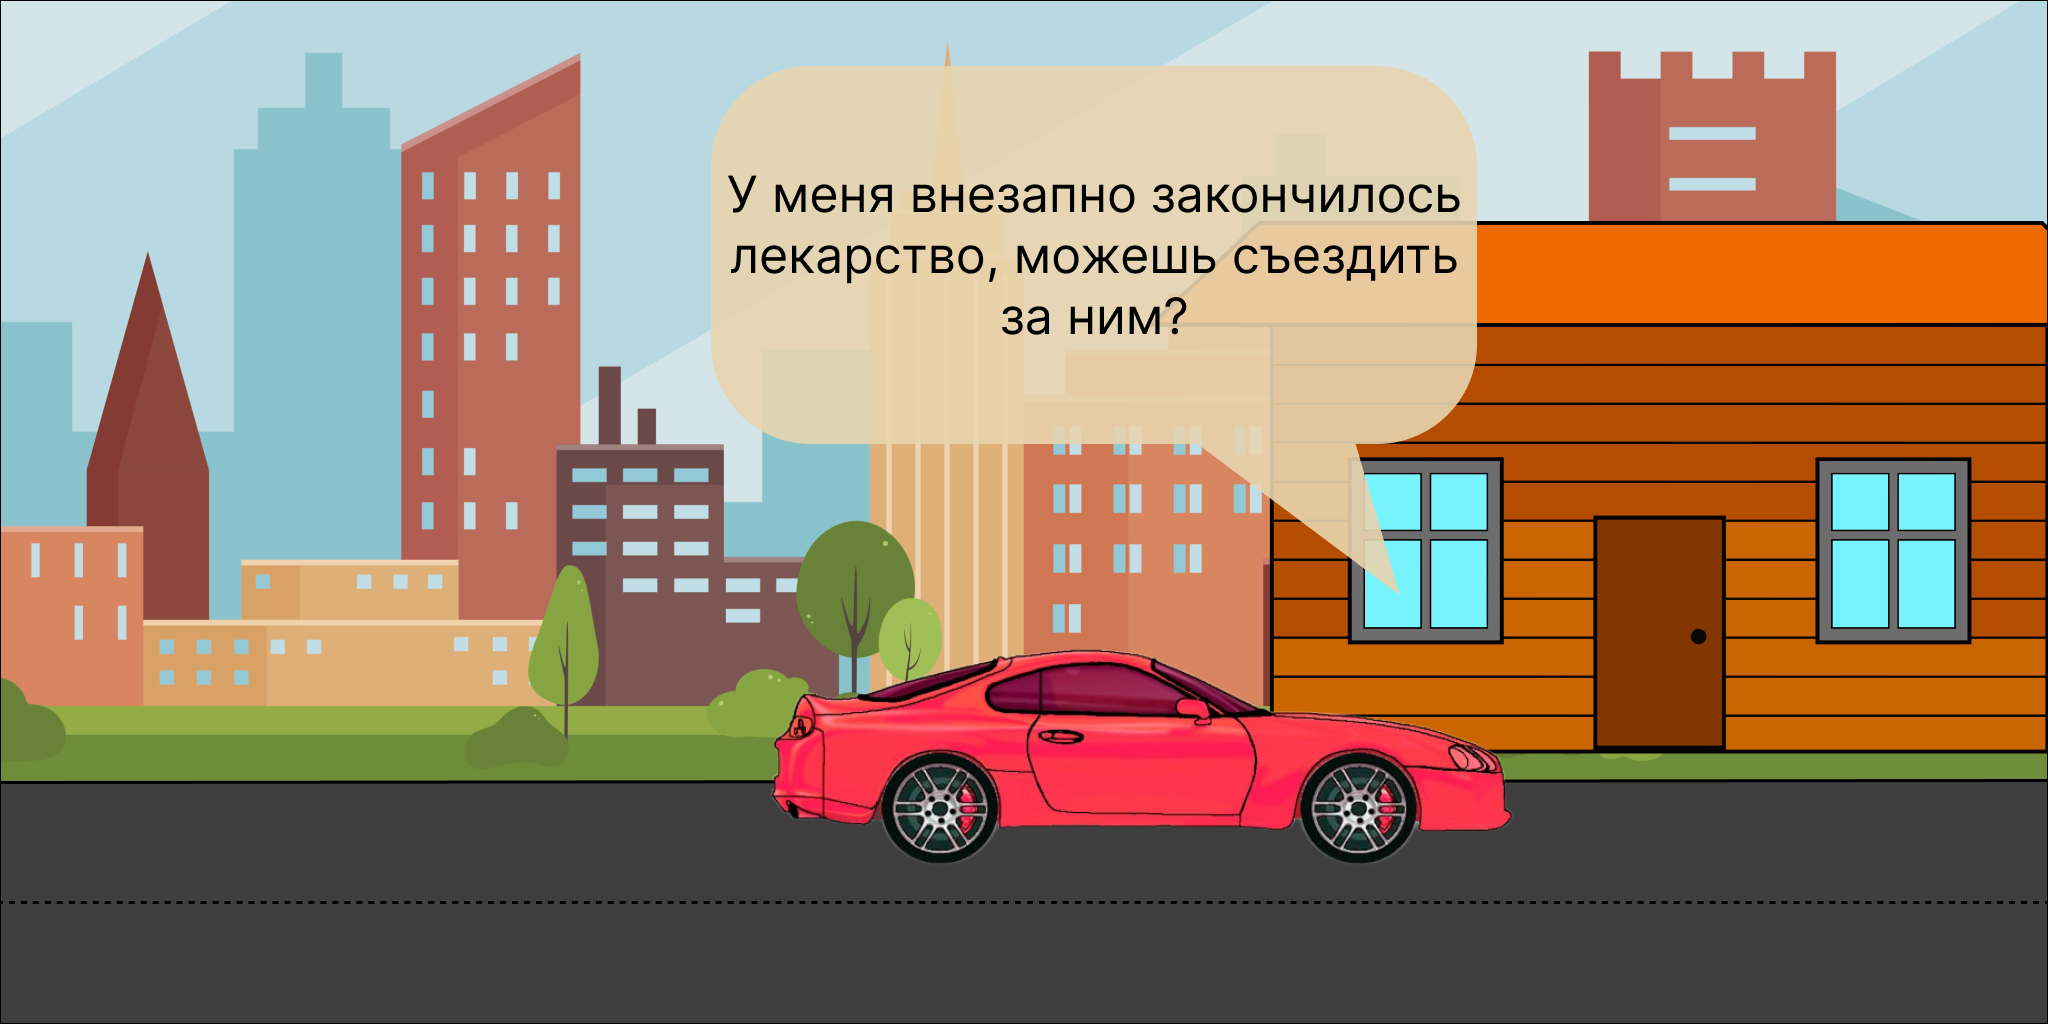 У меня внезапно закончилось
лекарство, можешь съездить
за ним?